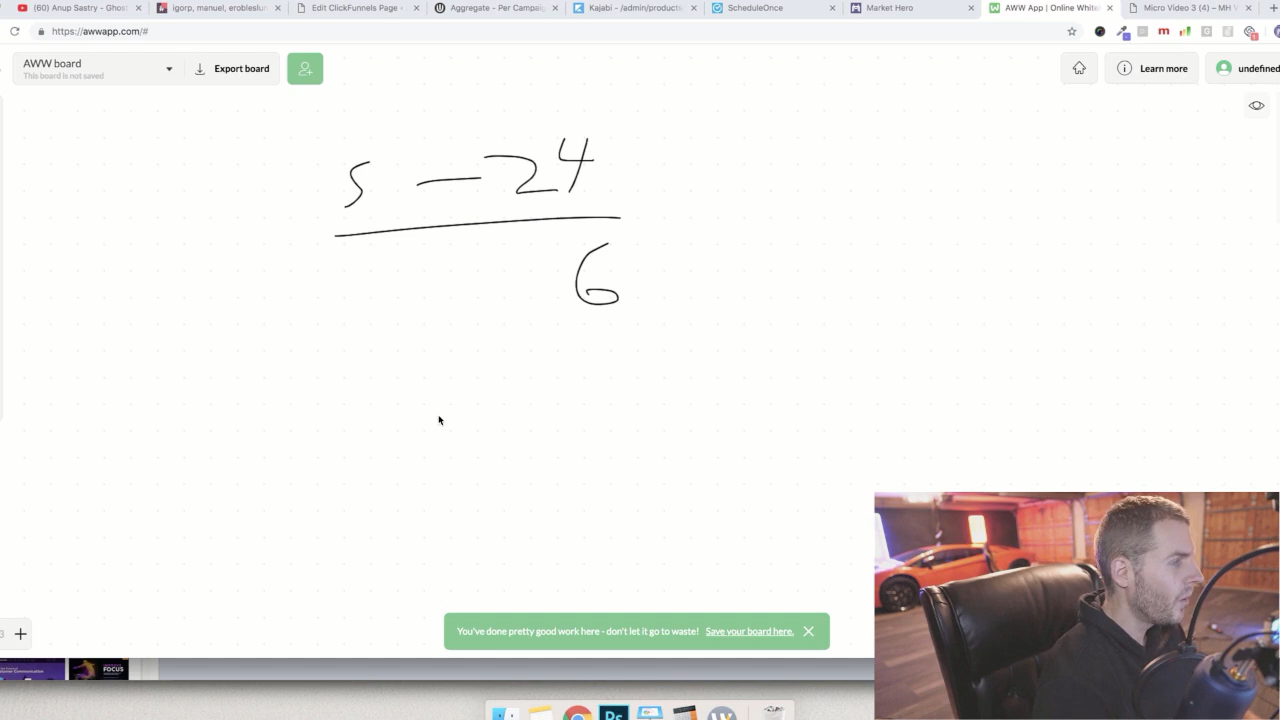 (60) Anup Sastry - Ghost igorp, manuel, erobleslun Edit ClickFunnels Page Aggregate - Per Campaig Kajabi - /admin/products ScheduleOnce Market Hero AWW App | Online White Micro Video 3 (4) – MH V
https://awwapp.com/#
AWW board
This board is not saved
Export board
Learn more
undefined
s — 24
6
You've done pretty good work here - don't let it go to waste! Save your board here.
3 +
FOCUS
Ps